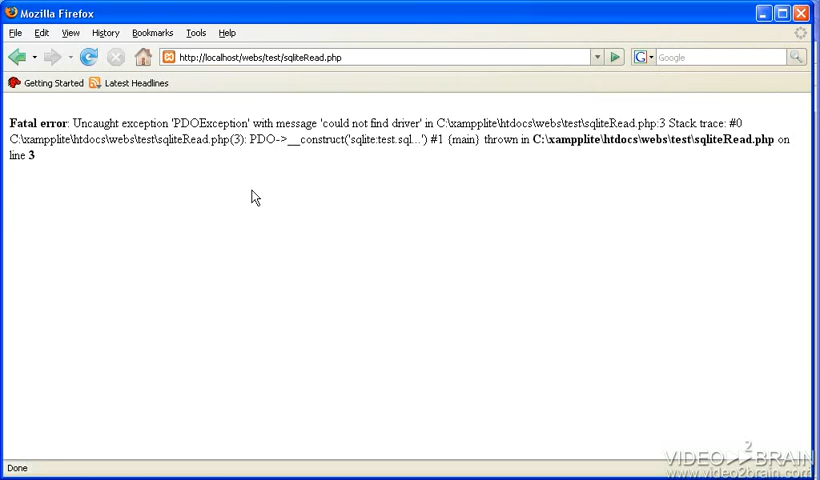 Mozilla Firefox
File Edit View History Bookmarks Tools Help
http://localhost/webs/test/sqliteRead.php
G Google
Getting Started Latest Headlines
Fatal error: Uncaught exception 'PDOException' with message 'could not find driver' in C:\xampplite\htdocs\webs\test\sqliteRead.php:3 Stack trace: #0
C:\xampplite\htdocs\webs\test\sqliteRead.php(3): PDO->__construct('sqlite:test.sql...') #1 {main} thrown in C:\xampplite\htdocs\webs\test\sqliteRead.php on
line 3
Done
VIDEO2BRAIN
www.video2brain.com